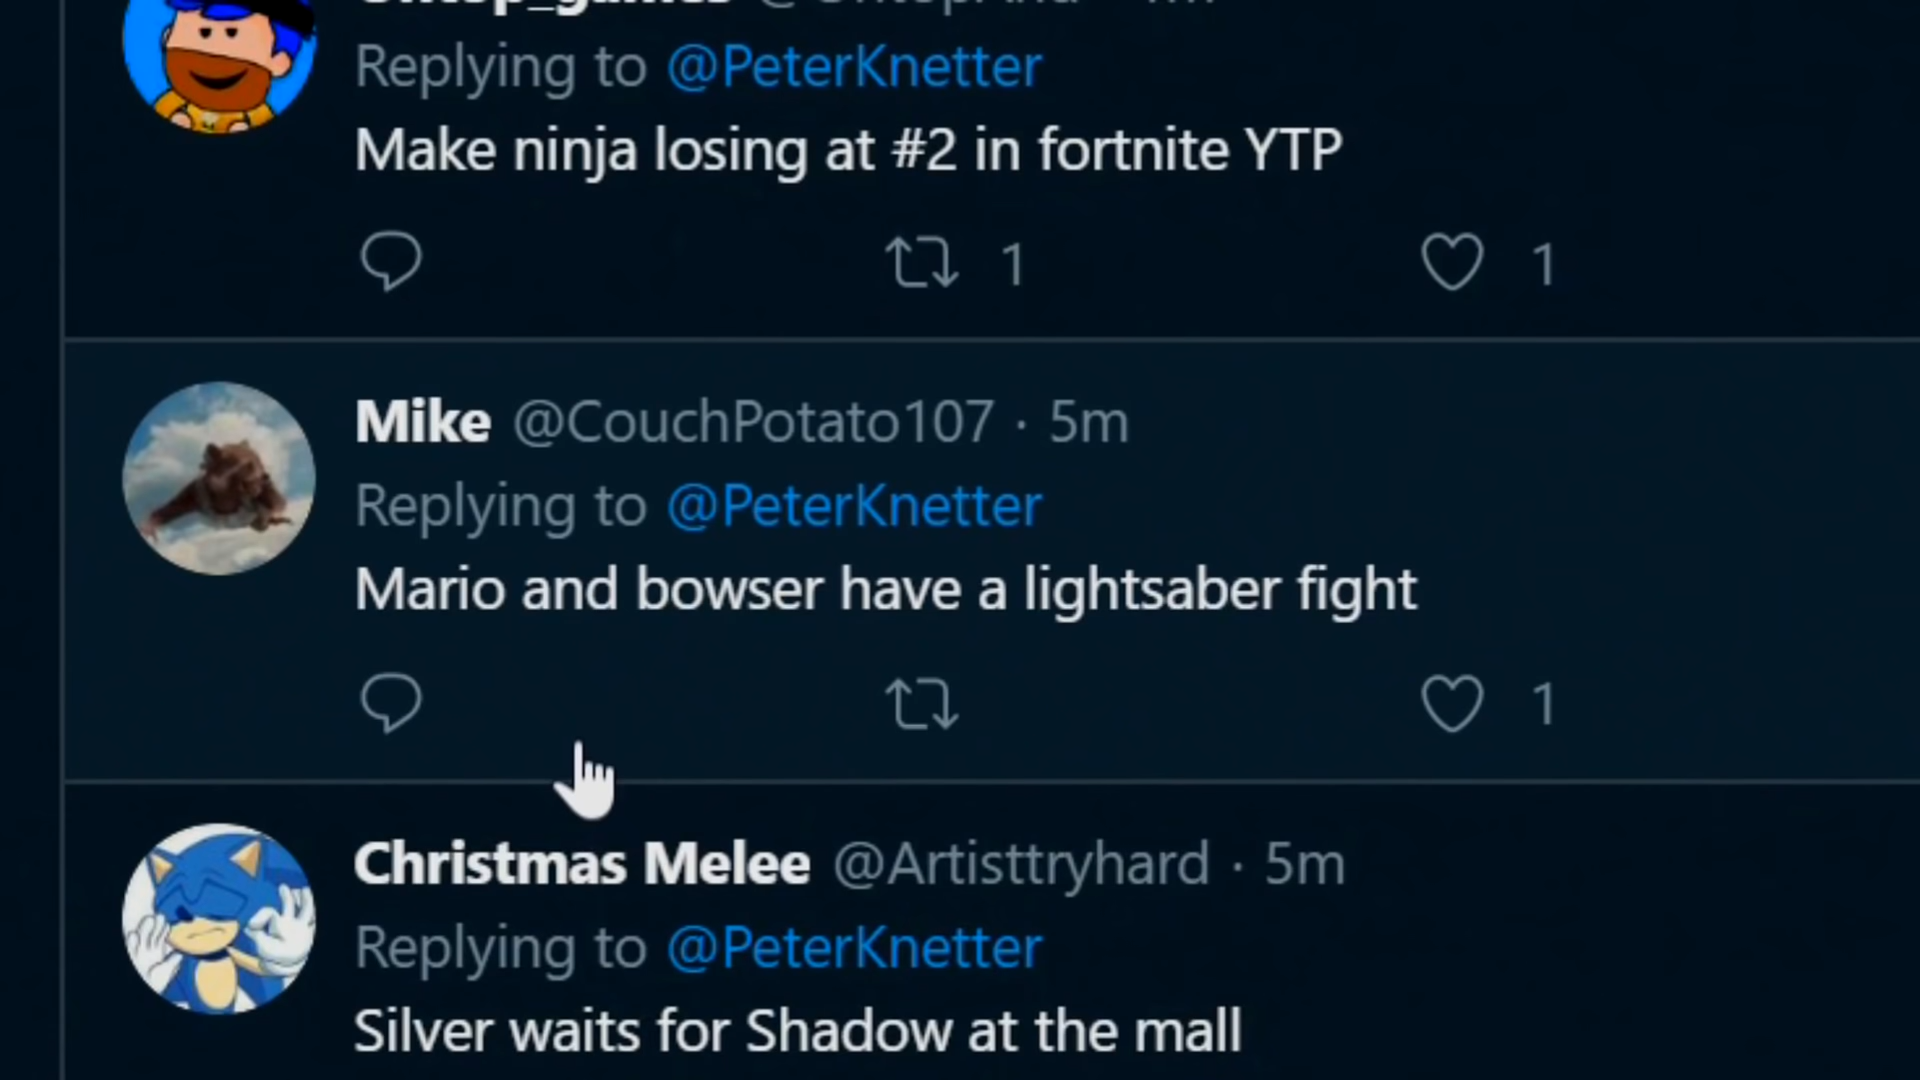 Replying to @PeterKnetter
Make ninja losing at #2 in fortnite YTP
1 1
Mike @CouchPotato107 · 5m
Replying to @PeterKnetter
Mario and bowser have a lightsaber fight
1
Christmas Melee @Artisttryhard · 5m
Replying to @PeterKnetter
Silver waits for Shadow at the mall